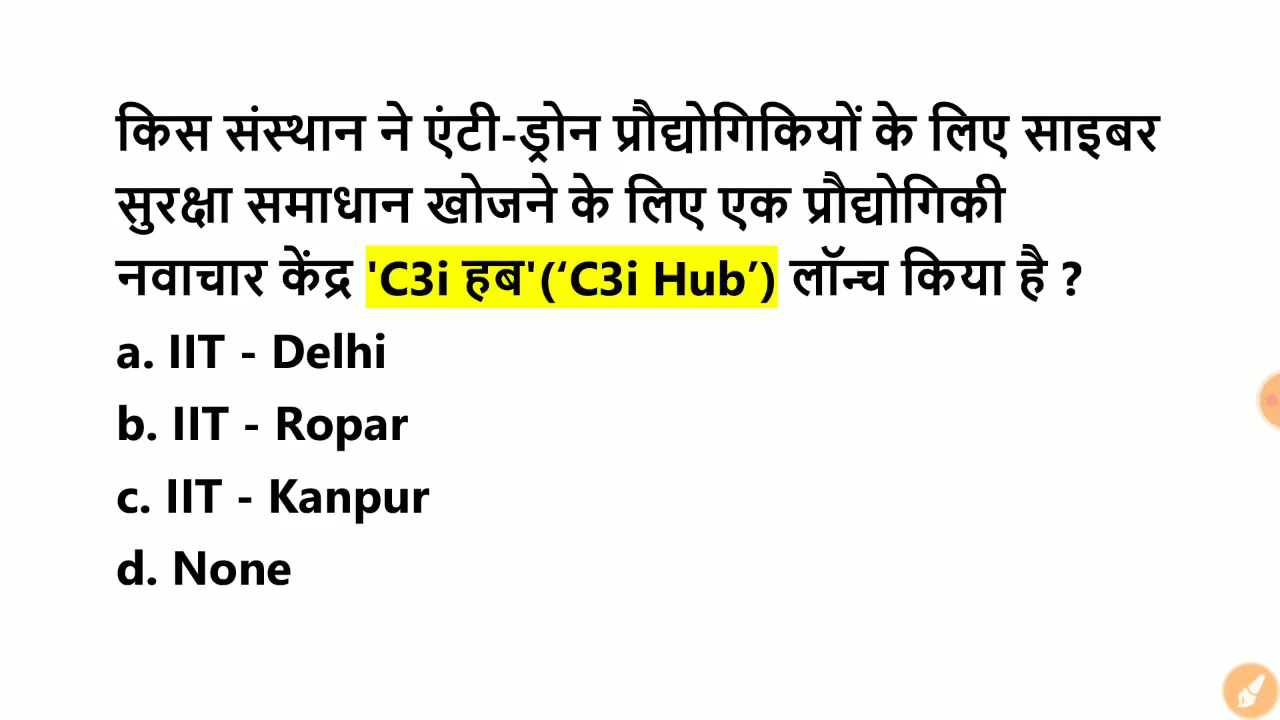 किस संस्थान ने एंटी-ड्रोन प्रौद्योगिकियों के लिए साइबर
सुरक्षा समाधान खोजने के लिए एक प्रौद्योगिकी
नवाचार केंद्र 'C3i हब'(‘C3i Hub’) लॉन्च किया है ?
a. IIT - Delhi
b. IIT - Ropar
c. IIT - Kanpur
d. None